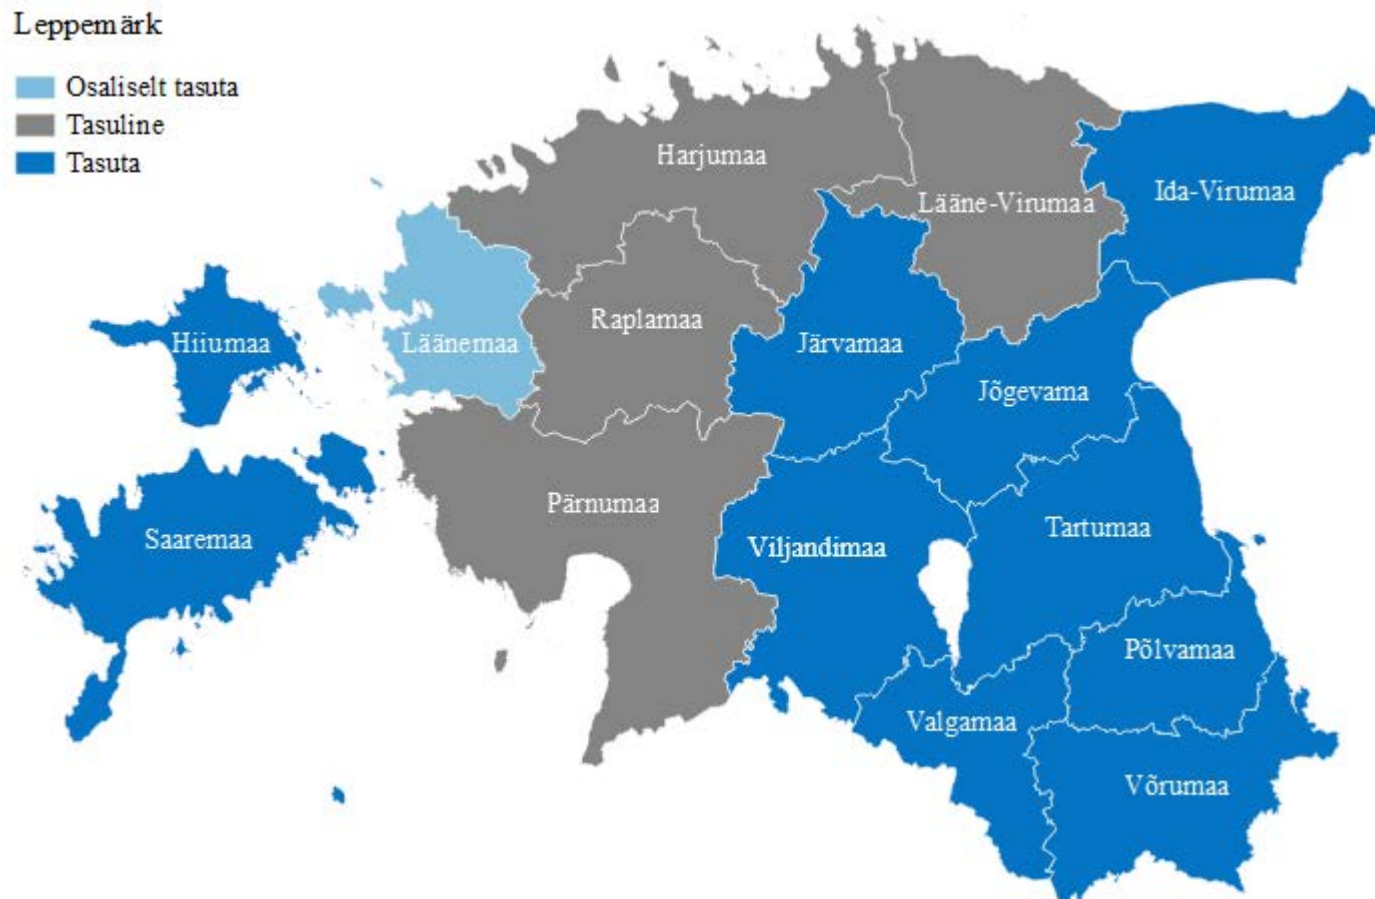 Leppemärk
Osaliselt tasuta
Tasuline
Tasuta
Harjumaa
Lääne-Virumaa
Ida-Virumaa
Hiiumaa
Läänemaa
Raplamaa
Järvamaa
Jõgevama
Saaremaa
Pärnumaa
Viljandimaa
Tartumaa
Põlvamaa
Valgamaa
Võrumaa